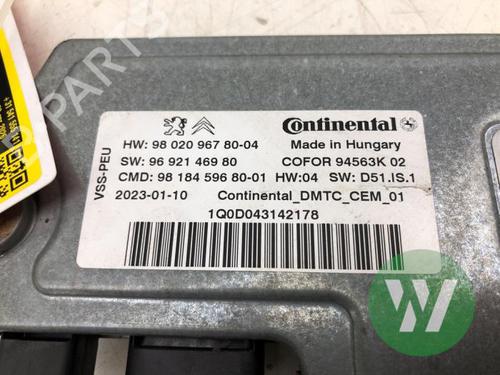 Continental
HW: 98 020 967 80-04
Made in Hungary
SW: 96 921 469 80
COFOR 94563K 02
CMD: 98 184 596 80-01 HW:04 SW: D51.IS.1
2023-01-10 Continental_DMTC_CEM_01
1Q0D043142178
VSS-PEU
W